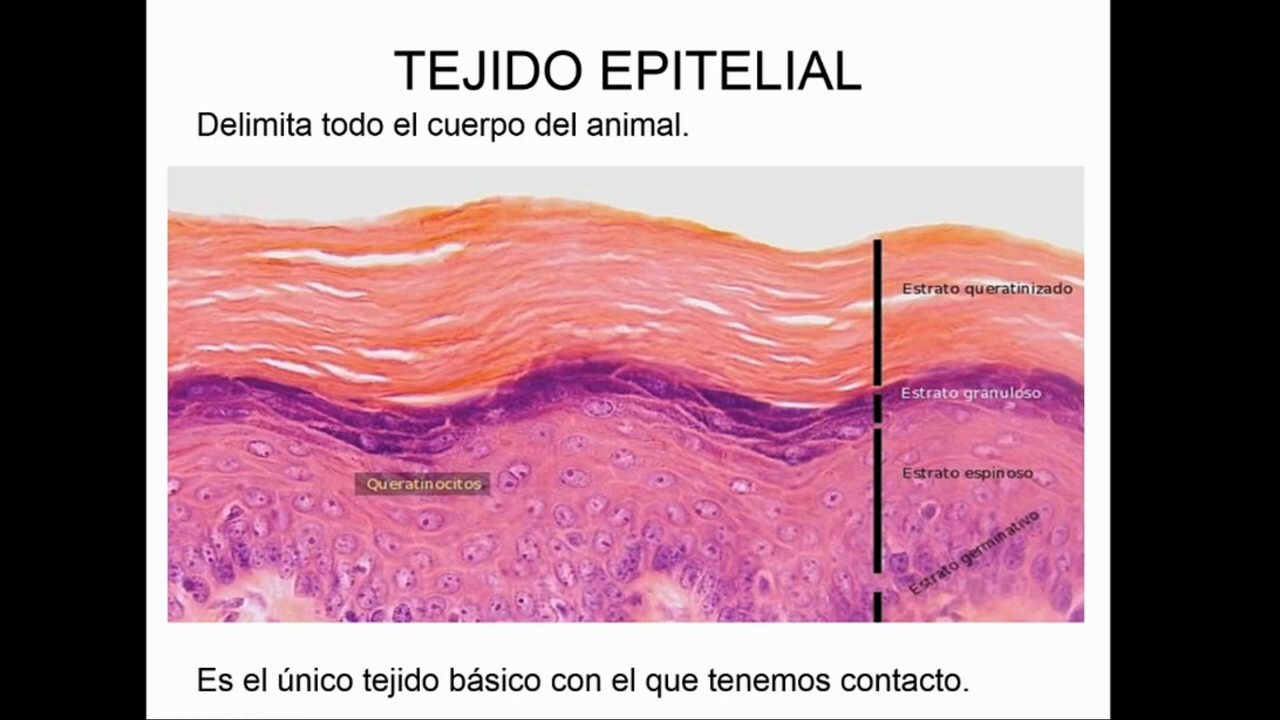 TEJIDO EPITELIAL
Delimita todo el cuerpo del animal.
Estrato queratinizado
Estrato granuloso
Estrato espinoso
Queratinocitos
Estrato germinativo
Es el único tejido básico con el que tenemos contacto.